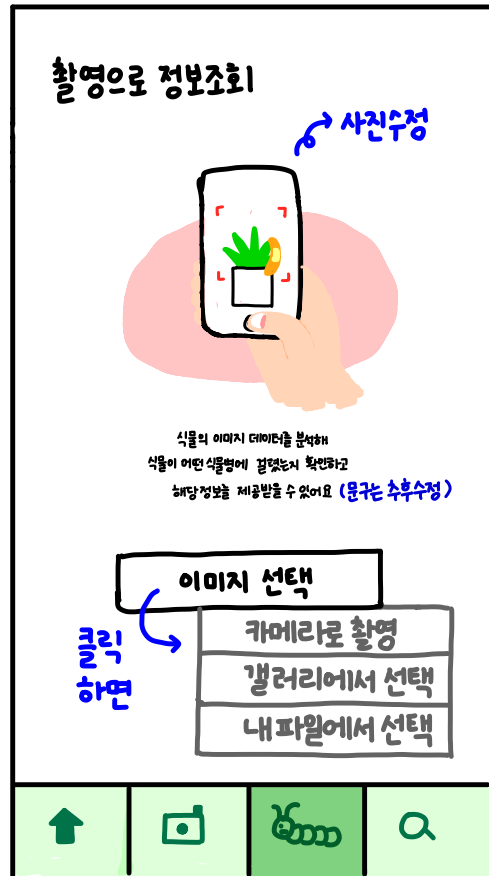 촬영으로 정보조회
사진수정
식물의 이미지 데이터를 분석해
식물이 어떤 식물병에 걸렸는지 확인하고
해당정보를 제공받을 수 있어요 (문구는 추후수정)
이미지 선택
클릭
하면
카메라로 촬영
갤러리에서 선택
내파일에서 선택